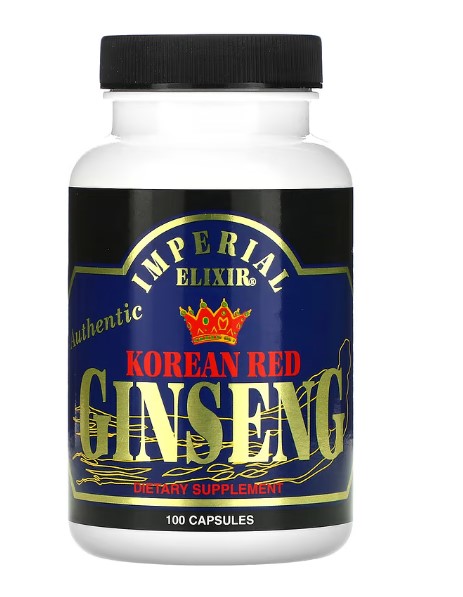 IMPERIAL
ELIXIR®
Authentic
KOREAN RED
GINSENG
DIETARY SUPPLEMENT
100 CAPSULES